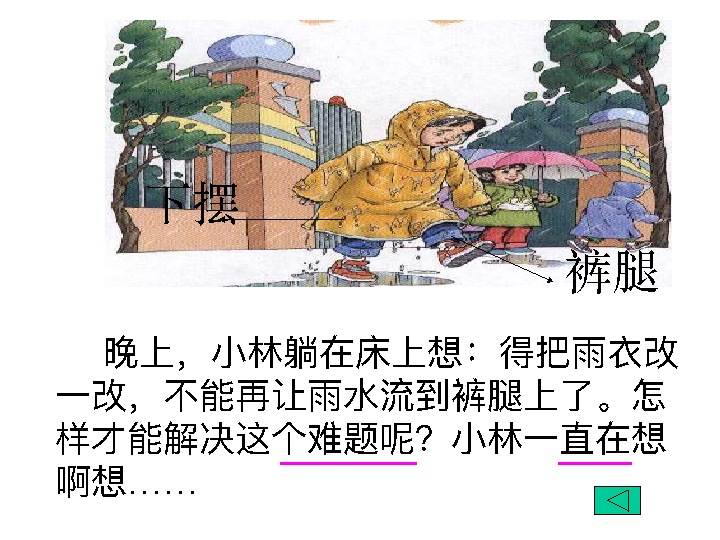 下摆
裤腿
晚上，小林躺在床上想：得把雨衣改
一改，不能再让雨水流到裤腿上了。怎
样才能解决这个难题呢？小林一直在想
啊想……